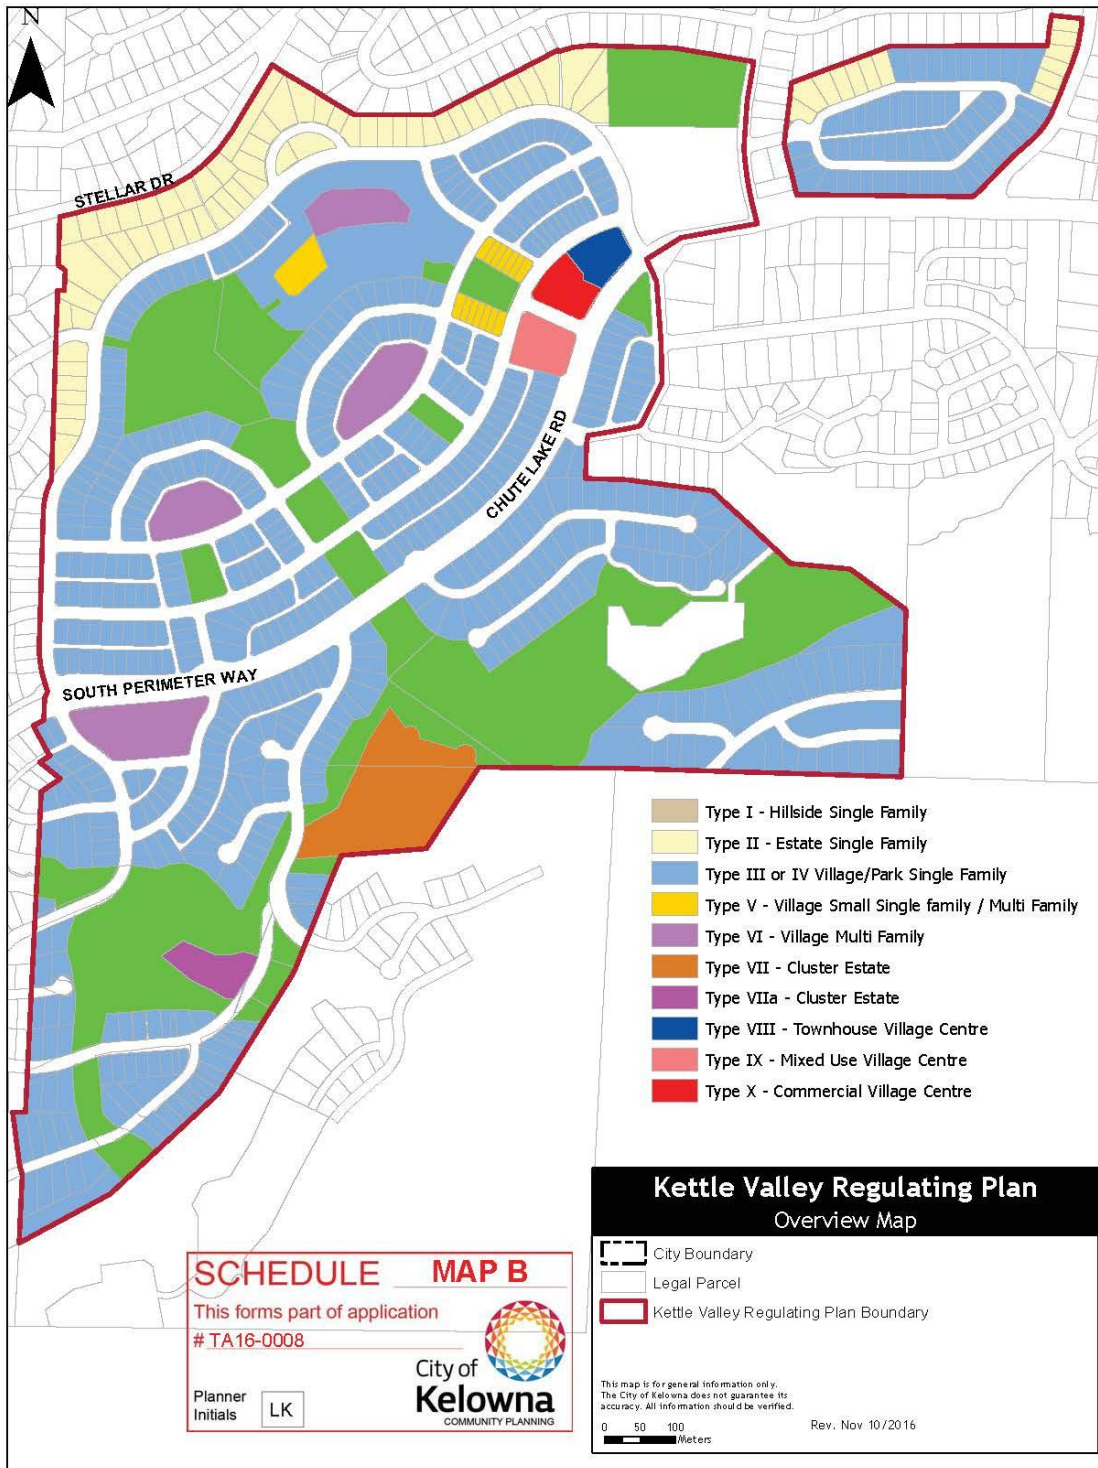 N
STELLAR DR
CHUTE LAKE RD
SOUTH PERIMETER WAY
Type I - Hillside Single Family
Type II - Estate Single Family
Type III or IV Village/Park Single Family
Type V - Village Small Single family / Multi Family
Type VI - Village Multi Family
Type VII - Cluster Estate
Type VIIa - Cluster Estate
Type VIII - Townhouse Village Centre
Type IX - Mixed Use Village Centre
Type X - Commercial Village Centre
Kettle Valley Regulating Plan
Overview Map
City Boundary
Legal Parcel
Kettle Valley Regulating Plan Boundary
This map is for general information only.
The City of Kelowna does not guarantee its
accuracy. All information should be verified.
0 50 100
Meters
Rev. Nov 10/2016
SCHEDULE MAP B
This forms part of application
# TA16-0008
City of
Kelowna
COMMUNITY PLANNING
Planner
Initials LK